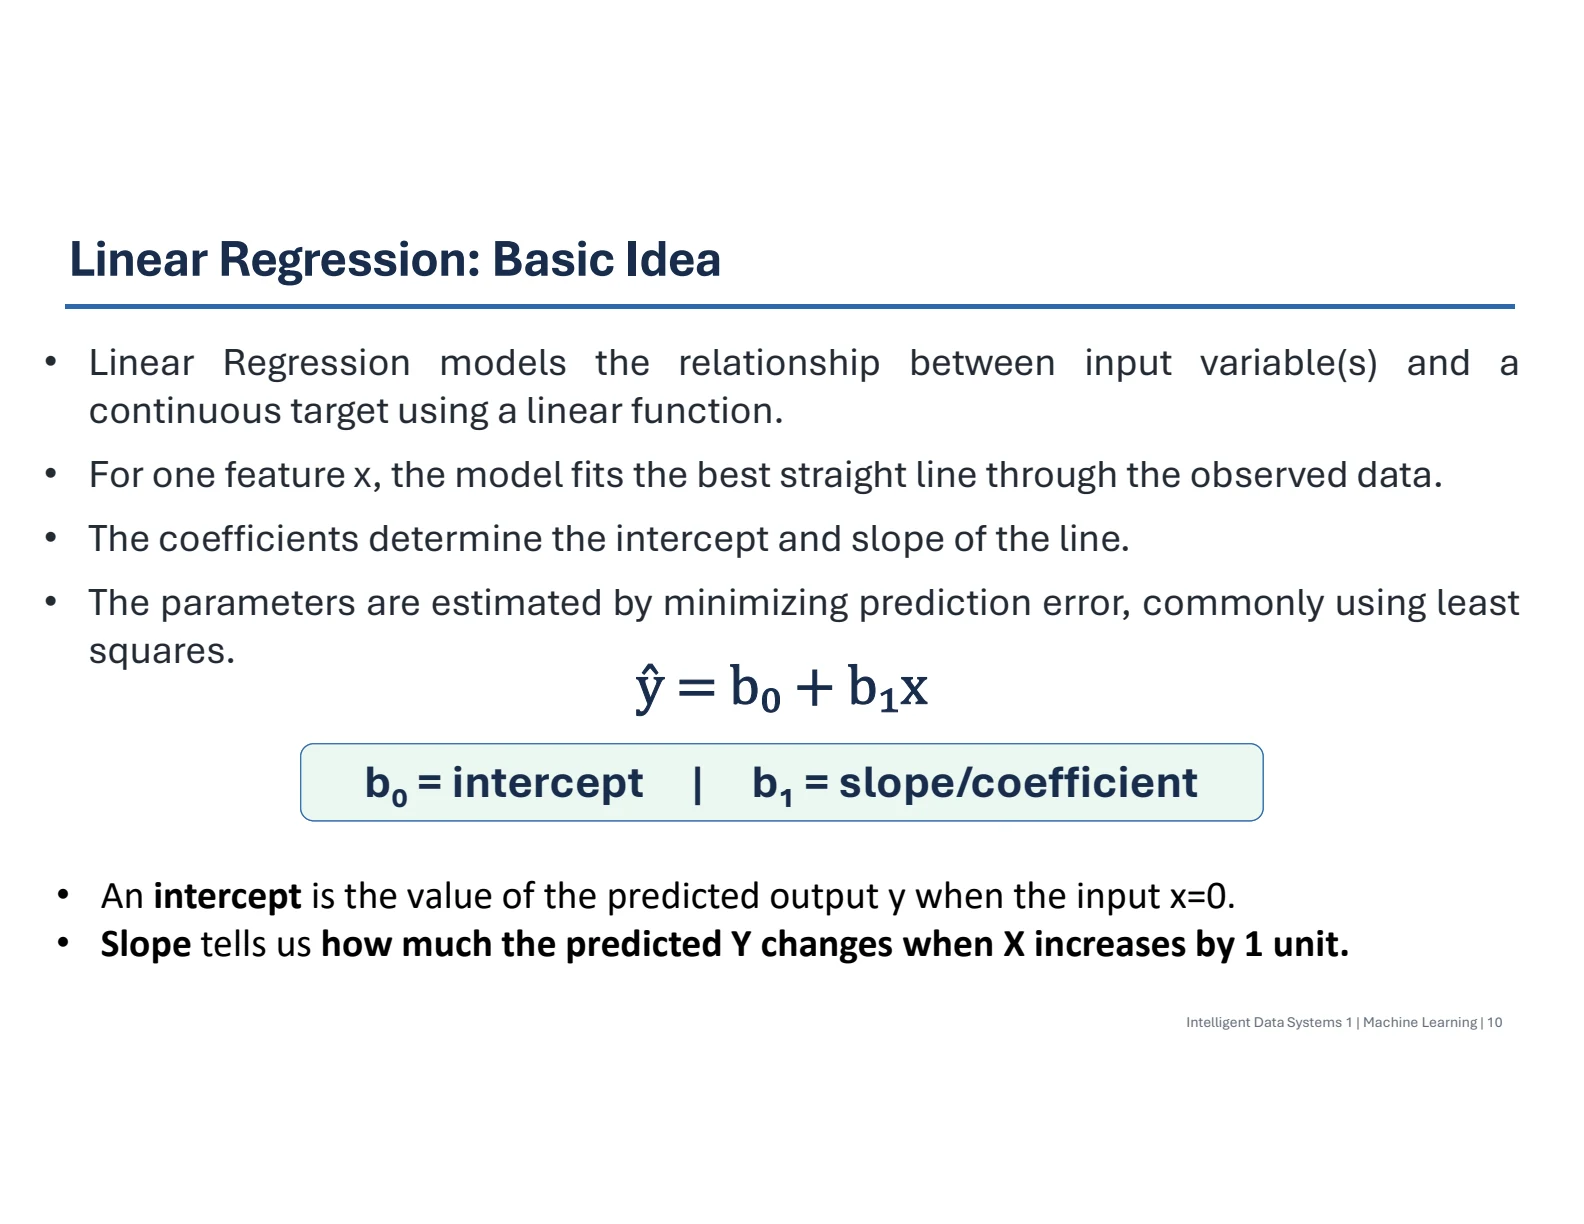 Linear Regression: Basic Idea
• Linear Regression models the relationship between input variable(s) and a
continuous target using a linear function.
• For one feature x, the model fits the best straight line through the observed data.
• The coefficients determine the intercept and slope of the line.
• The parameters are estimated by minimizing prediction error, commonly using least
squares.
ŷ = b₀ + b₁x
b₀ = intercept | b₁ = slope/coefficient
• An intercept is the value of the predicted output y when the input x=0.
• Slope tells us how much the predicted Y changes when X increases by 1 unit.
Intelligent Data Systems 1 | Machine Learning | 10